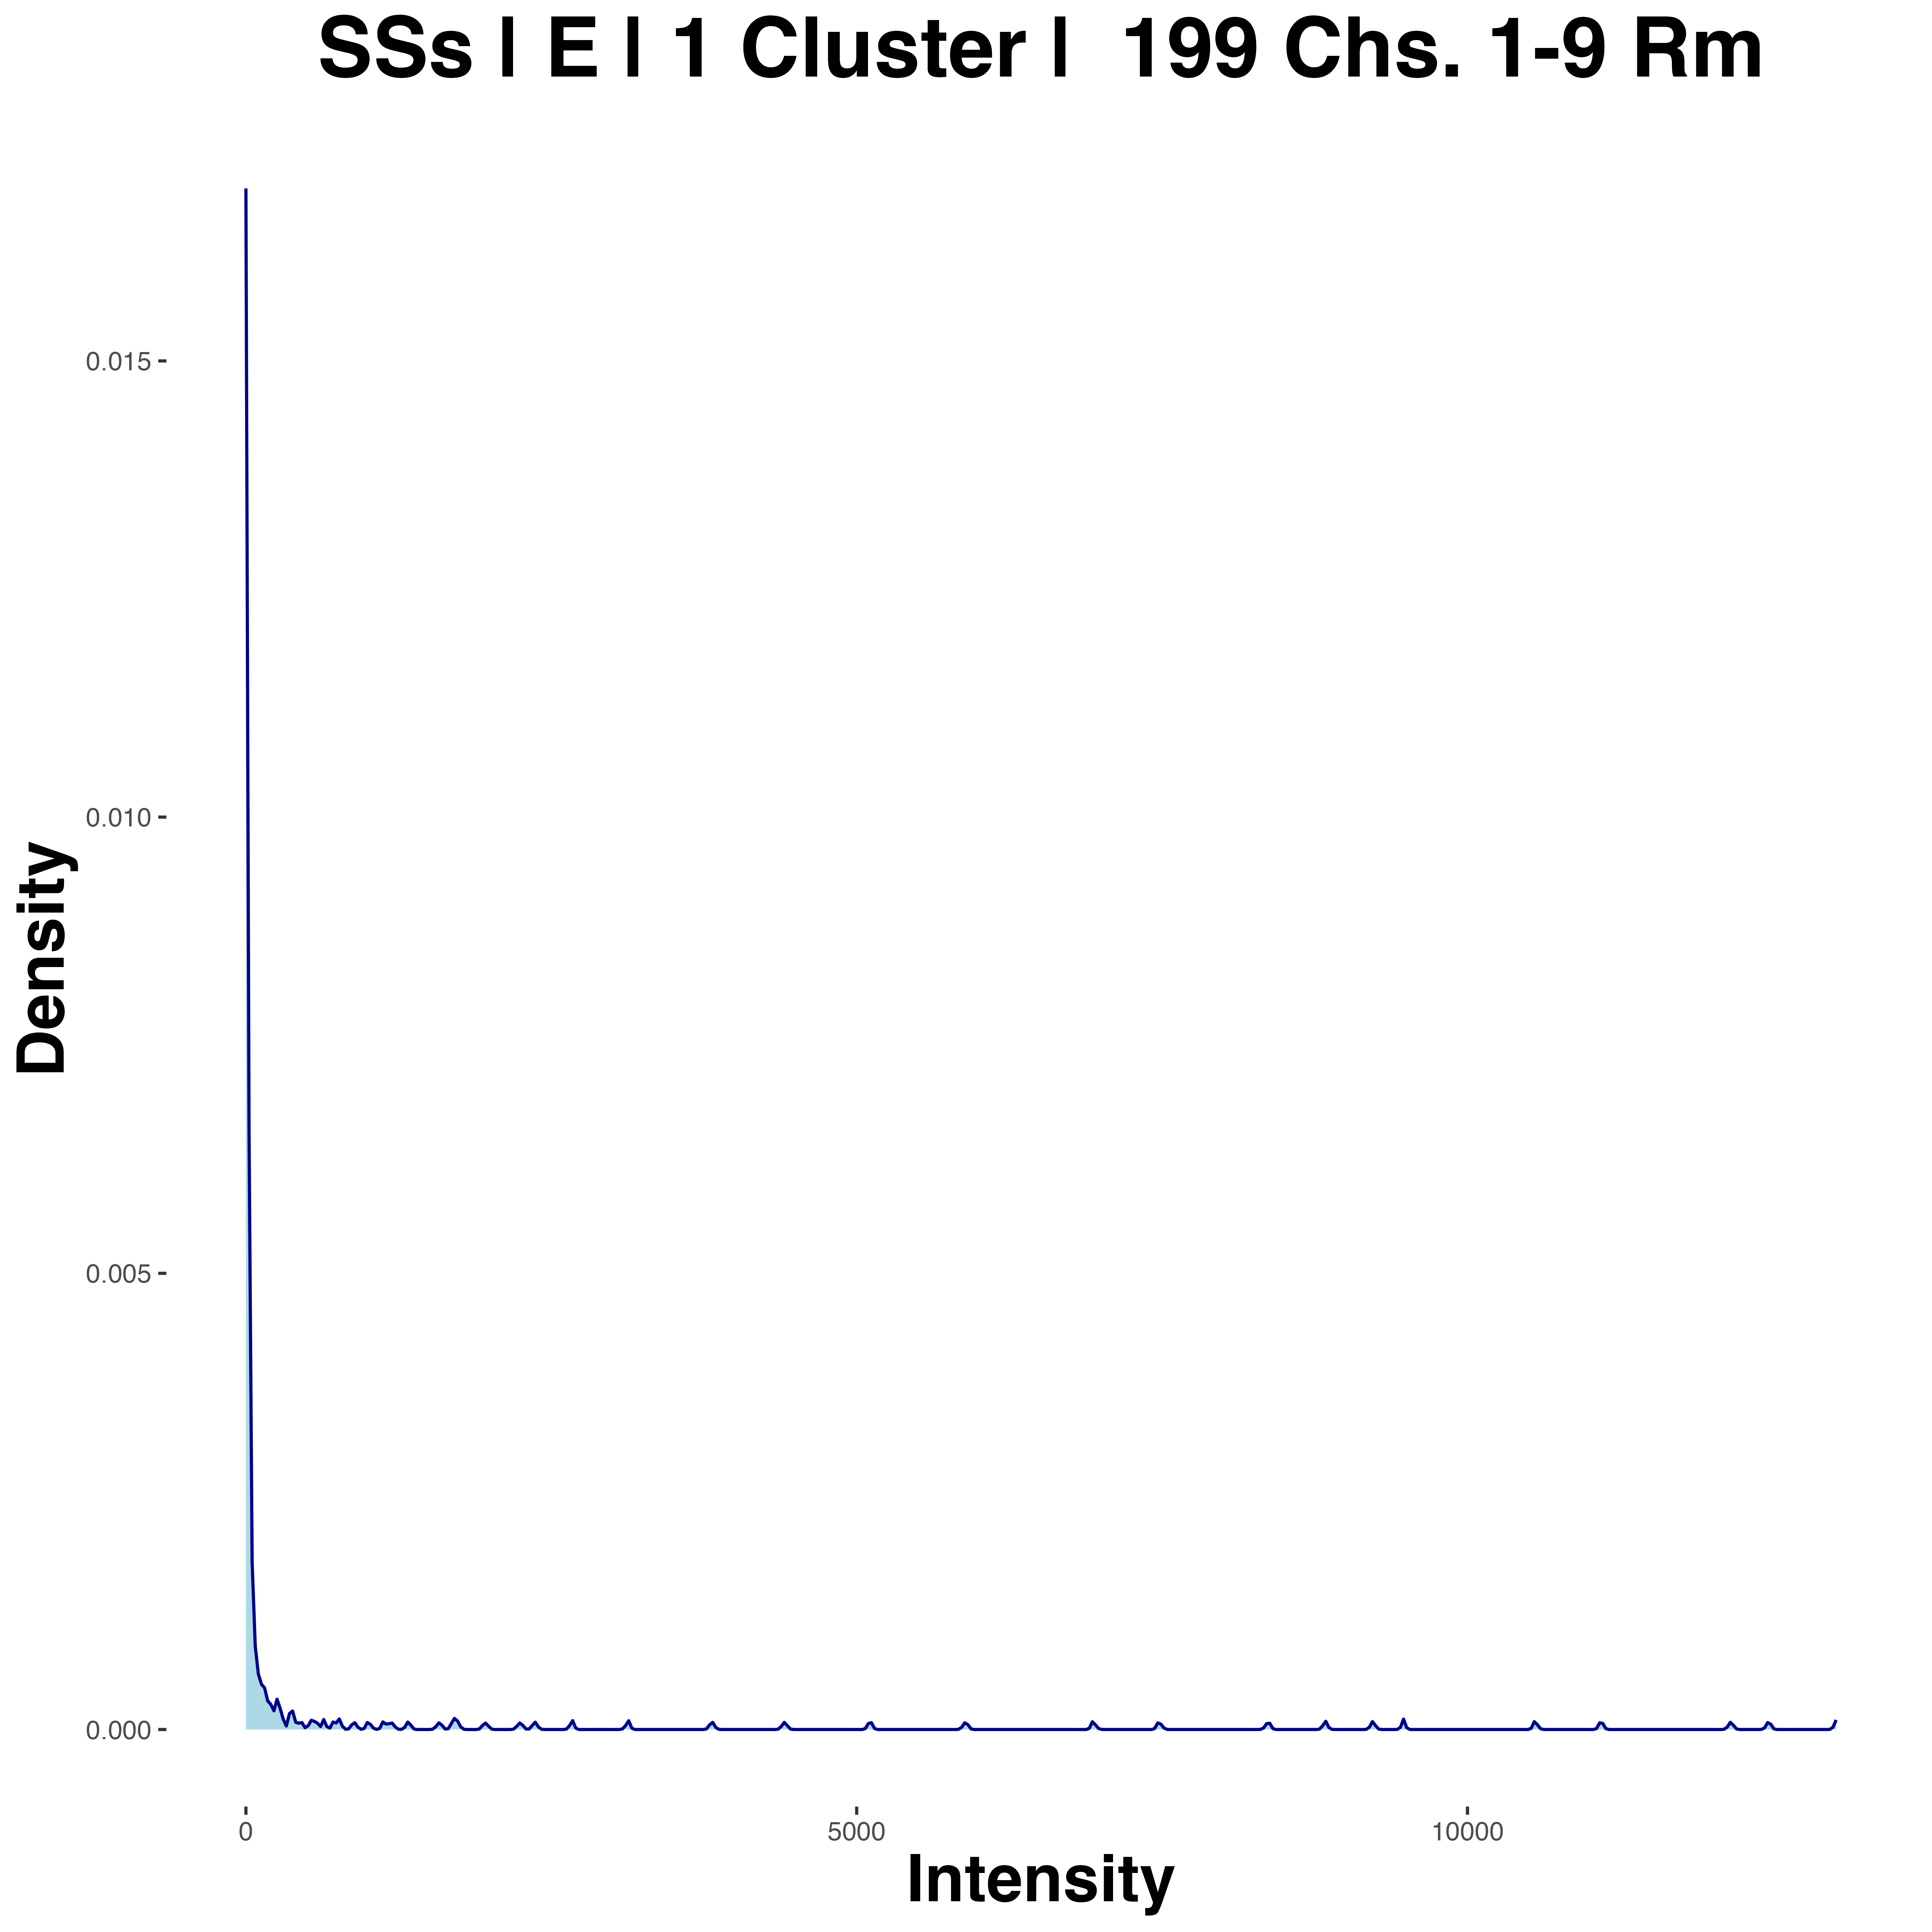 SSs | E | 1 Cluster |  199 Chs. 1-9 Rm
0.015
0.010
0.005
0.000
Density
0 5000 10000
Intensity